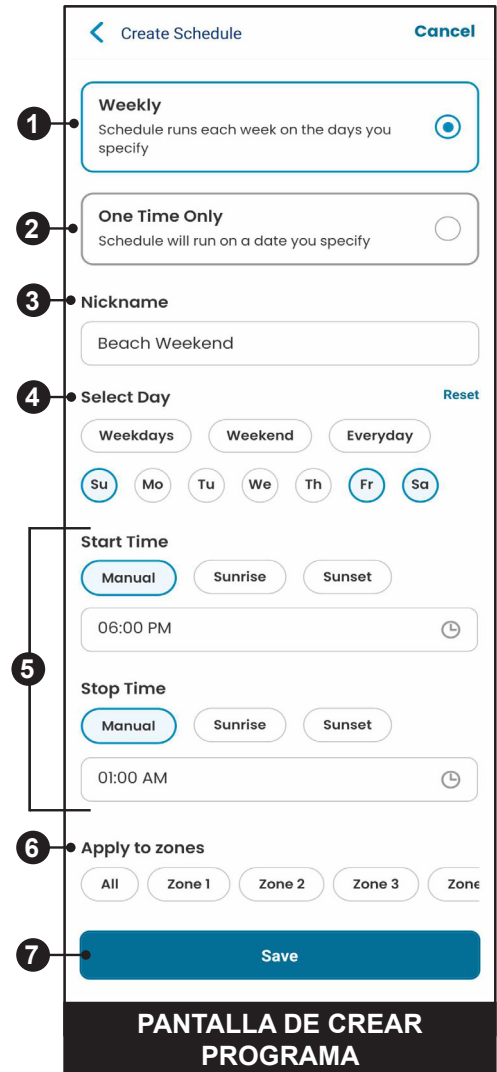 Create Schedule Cancel
1 Weekly
Schedule runs each week on the days you
specify
2 One Time Only
Schedule will run on a date you specify
3 Nickname
Beach Weekend
4 Select Day Reset
Weekdays Weekend Everyday
Su Mo Tu We Th Fr Sa
5
Start Time
Manual Sunrise Sunset
06:00 PM
Stop Time
Manual Sunrise Sunset
01:00 AM
6 Apply to zones
All Zone 1 Zone 2 Zone 3 Zone
7 Save
PANTALLA DE CREAR
PROGRAMA